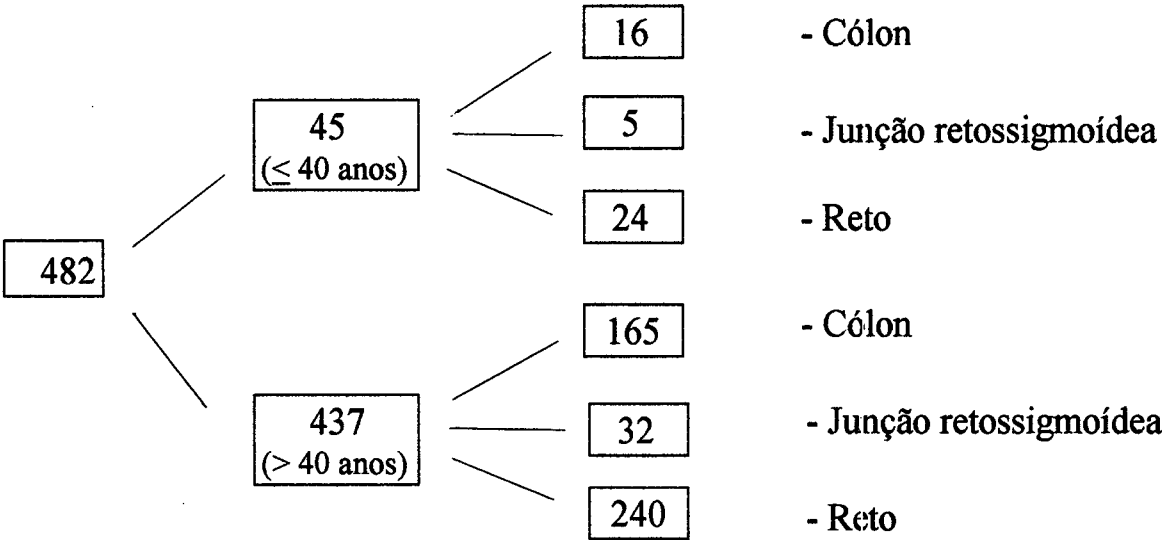 16 - Cólon
45
(≤ 40 anos)
5 - Junção retossigmoídea
24 - Reto
482
165 - Cólon
437
(> 40 anos)
32 - Junção retossigmoídea
240 - Reto